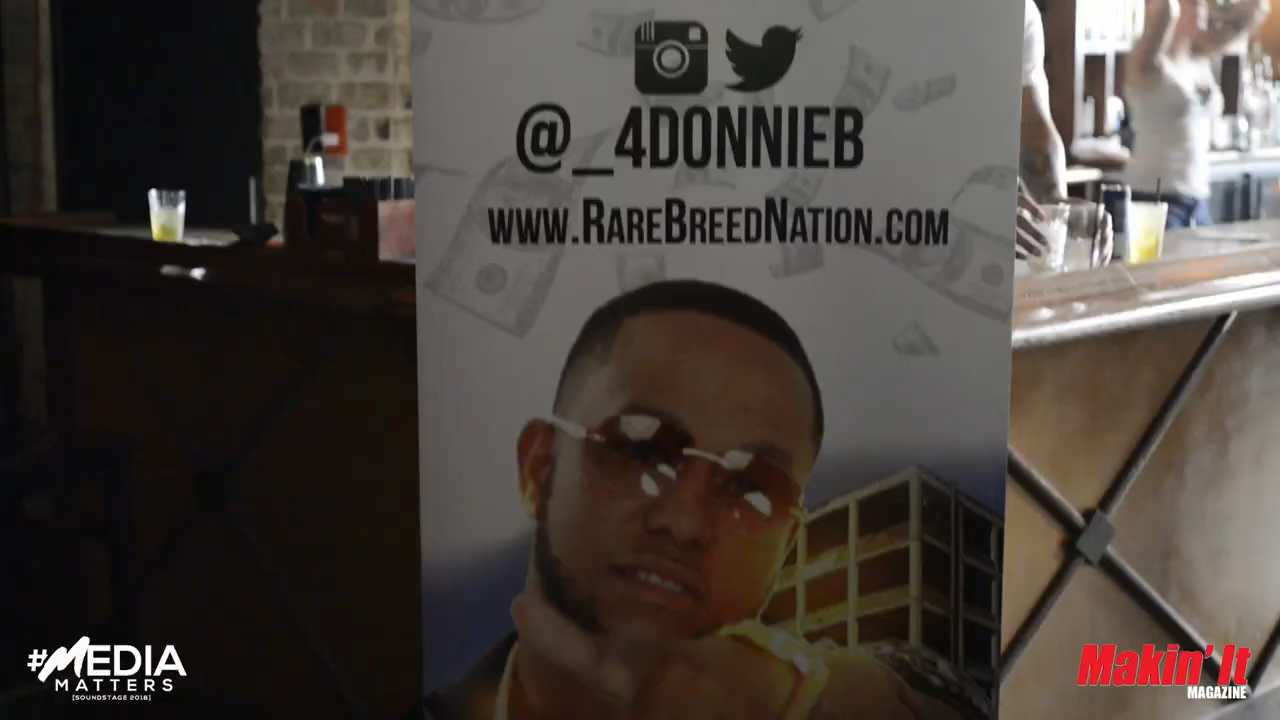 @_4DONNIEB
www.RareBreedNation.com
#MEDIA
MATTERS
[SOUNDSTAGE 2018]
Makin' It
MAGAZINE